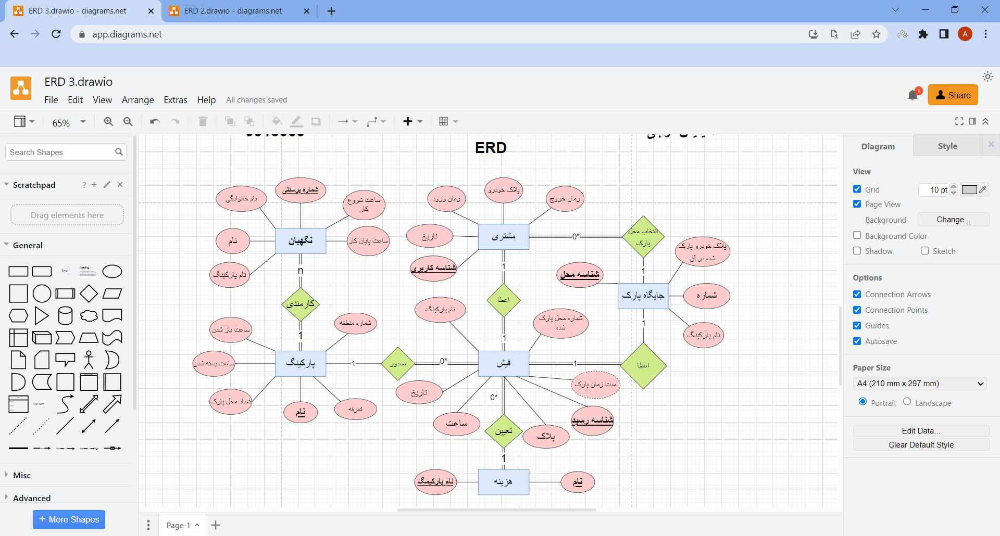 ERD 3.drawio - diagrams.net
ERD 2.drawio - diagrams.net
app.diagrams.net
A
ERD 3.drawio
File Edit View Arrange Extras Help All changes saved
1
Share
65%
Search Shapes
Scratchpad
?
Drag elements here
General
Text
Heading
List Item
Misc
Advanced
+ More Shapes
ERD
شماره پرسنلی
نام خانوادگی
ساعت شروع
کار
نام
نگهبان
ساعت پایان کار
نام پارکینگ
n
کارمندی
1
ساعت باز شدن
شماره منطقه
ساعت بسته شدن
پارکینگ
تعداد محل پارک
نام
تعرفه
1
صدور
0*
پلاک خودرو
زمان ورود
زمان خروج
تاریخ
مشتری
شناسه کاربری
0*
انتخاب محل
پارک
1
1
اعطا
1
پلاک خودرو پارک
شده در آن
شناسه محل
جایگاه پارک
شماره
نام پارکینگ
1
اعطا
1
نام پارکینگ
شماره محل پارک
شده
فیش
تاریخ
مدت زمان پارک
ساعت
پلاک
شناسه رسید
0*
تعیین
1
نام پارکیمگ
هزینه
نام
Page-1
Diagram
Style
View
Grid
10 pt
Page View
Background
Change...
Background Color
Shadow
Sketch
Options
Connection Arrows
Connection Points
Guides
Autosave
Paper Size
A4 (210 mm x 297 mm)
Portrait
Landscape
Edit Data...
Clear Default Style